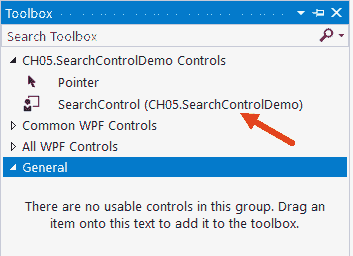 Toolbox
Search Toolbox
CH05.SearchControlDemo Controls
Pointer
SearchControl (CH05.SearchControlDemo)
Common WPF Controls
All WPF Controls
General
There are no usable controls in this group. Drag an
item onto this text to add it to the toolbox.